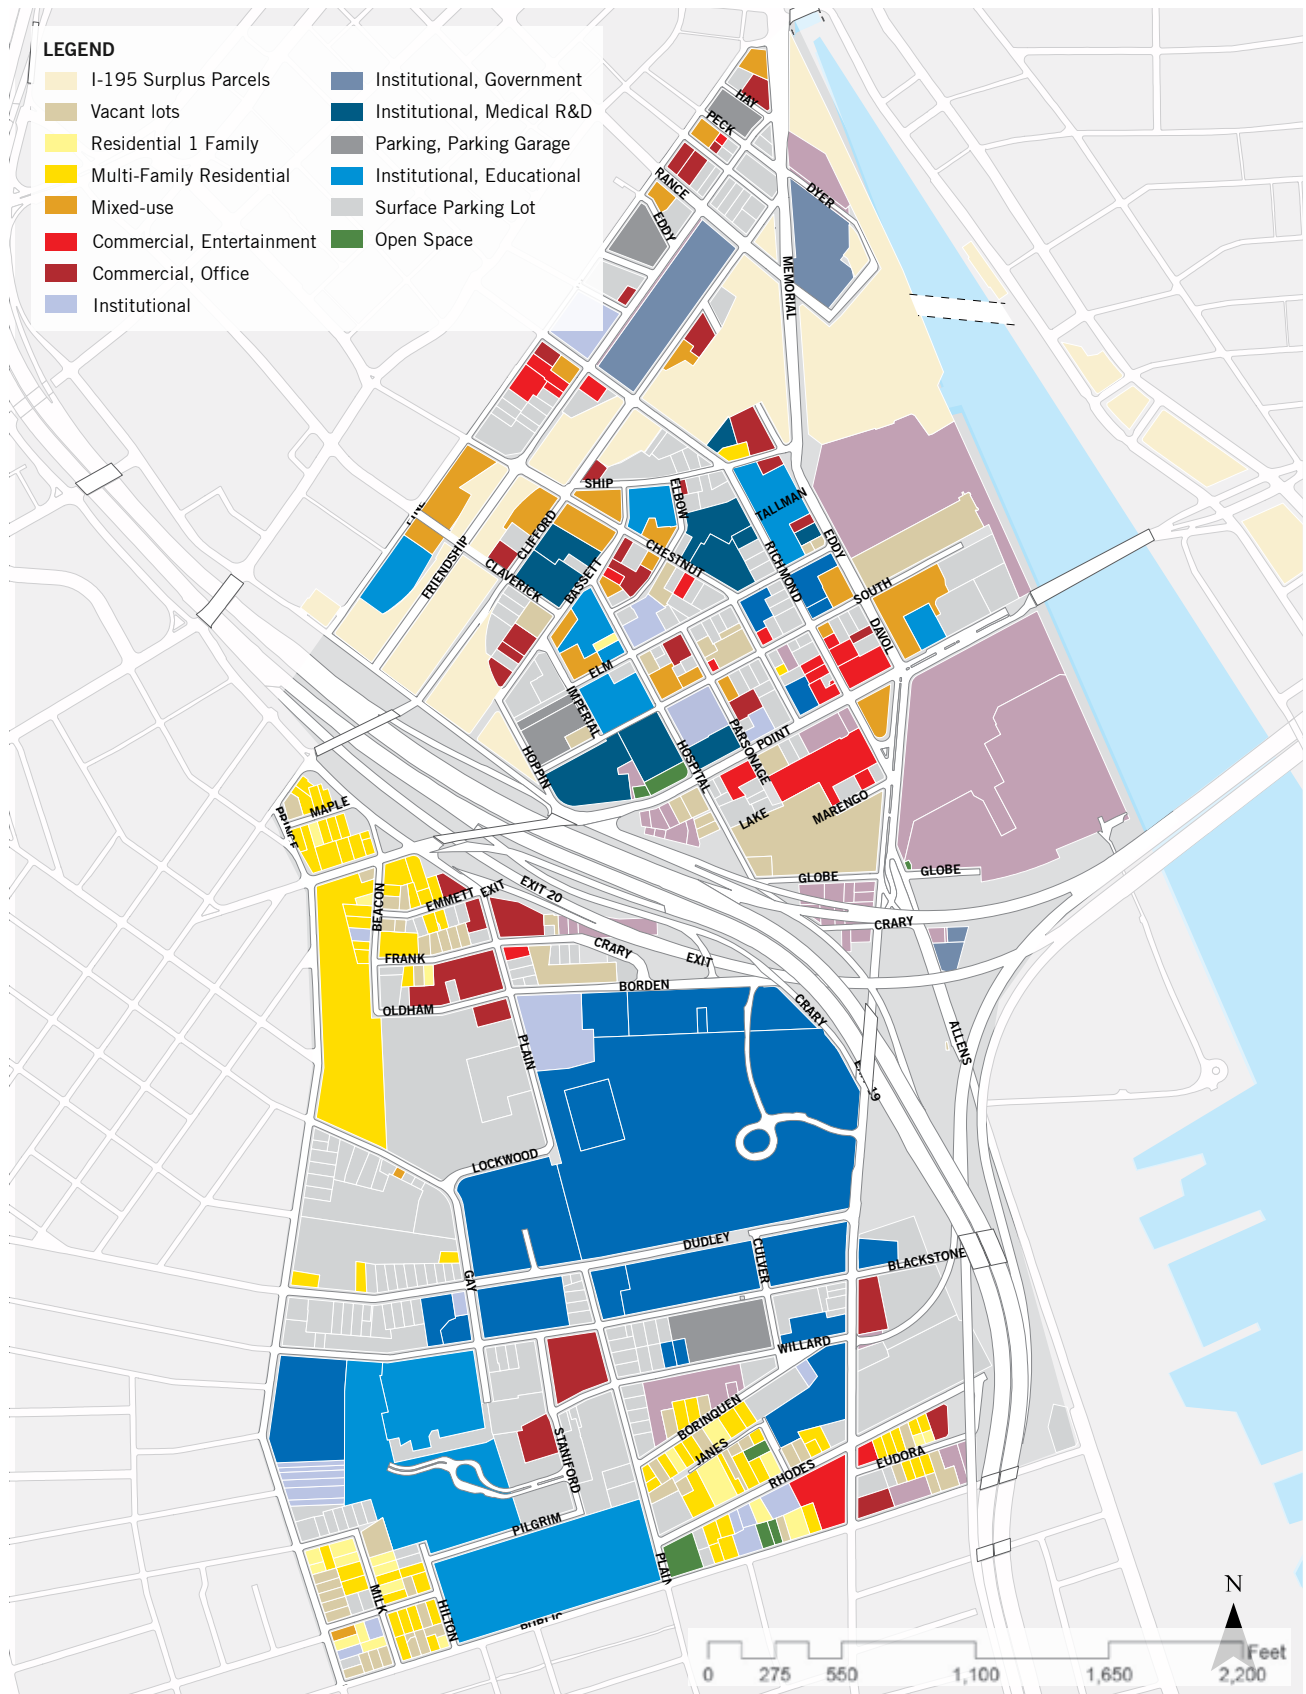 LEGEND
I-195 Surplus Parcels
Vacant lots
Residential 1 Family
Multi-Family Residential
Mixed-use
Commercial, Entertainment
Commercial, Office
Institutional
Institutional, Government
Institutional, Medical R&D
Parking, Parking Garage
Institutional, Educational
Surface Parking Lot
Open Space
HAY
PECK
RANCE
EDDY
DYER
MEMORIAL
SHIP
ELBOW
TALLMAN
CLIFFORD
CHESTNUT
RICHMOND
EDDY
FRIENDSHIP
CLAVERICK
BASSETT
SOUTH
DAVOL
ELM
IMPERIAL
HOPPIN
HOSPITAL
PARSONAGE
POINT
LAKE
MARENGO
MAPLE
PRINCE
GLOBE
GLOBE
BEACON
EMMETT
EXIT
EXIT 20
CRARY
FRANK
CRARY
EXIT
OLDHAM
BORDEN
CRARY
PLAIN
ALLENS
LOCKWOOD
DUDLEY
CULVER
BLACKSTONE
GAY
WILLARD
BORINQUEN
JANES
RHODES
EUDORA
STANIFORD
PILGRIM
PLAIN
MILK
HILTON
N
Feet
0 275 550 1,100 1,650 2,200